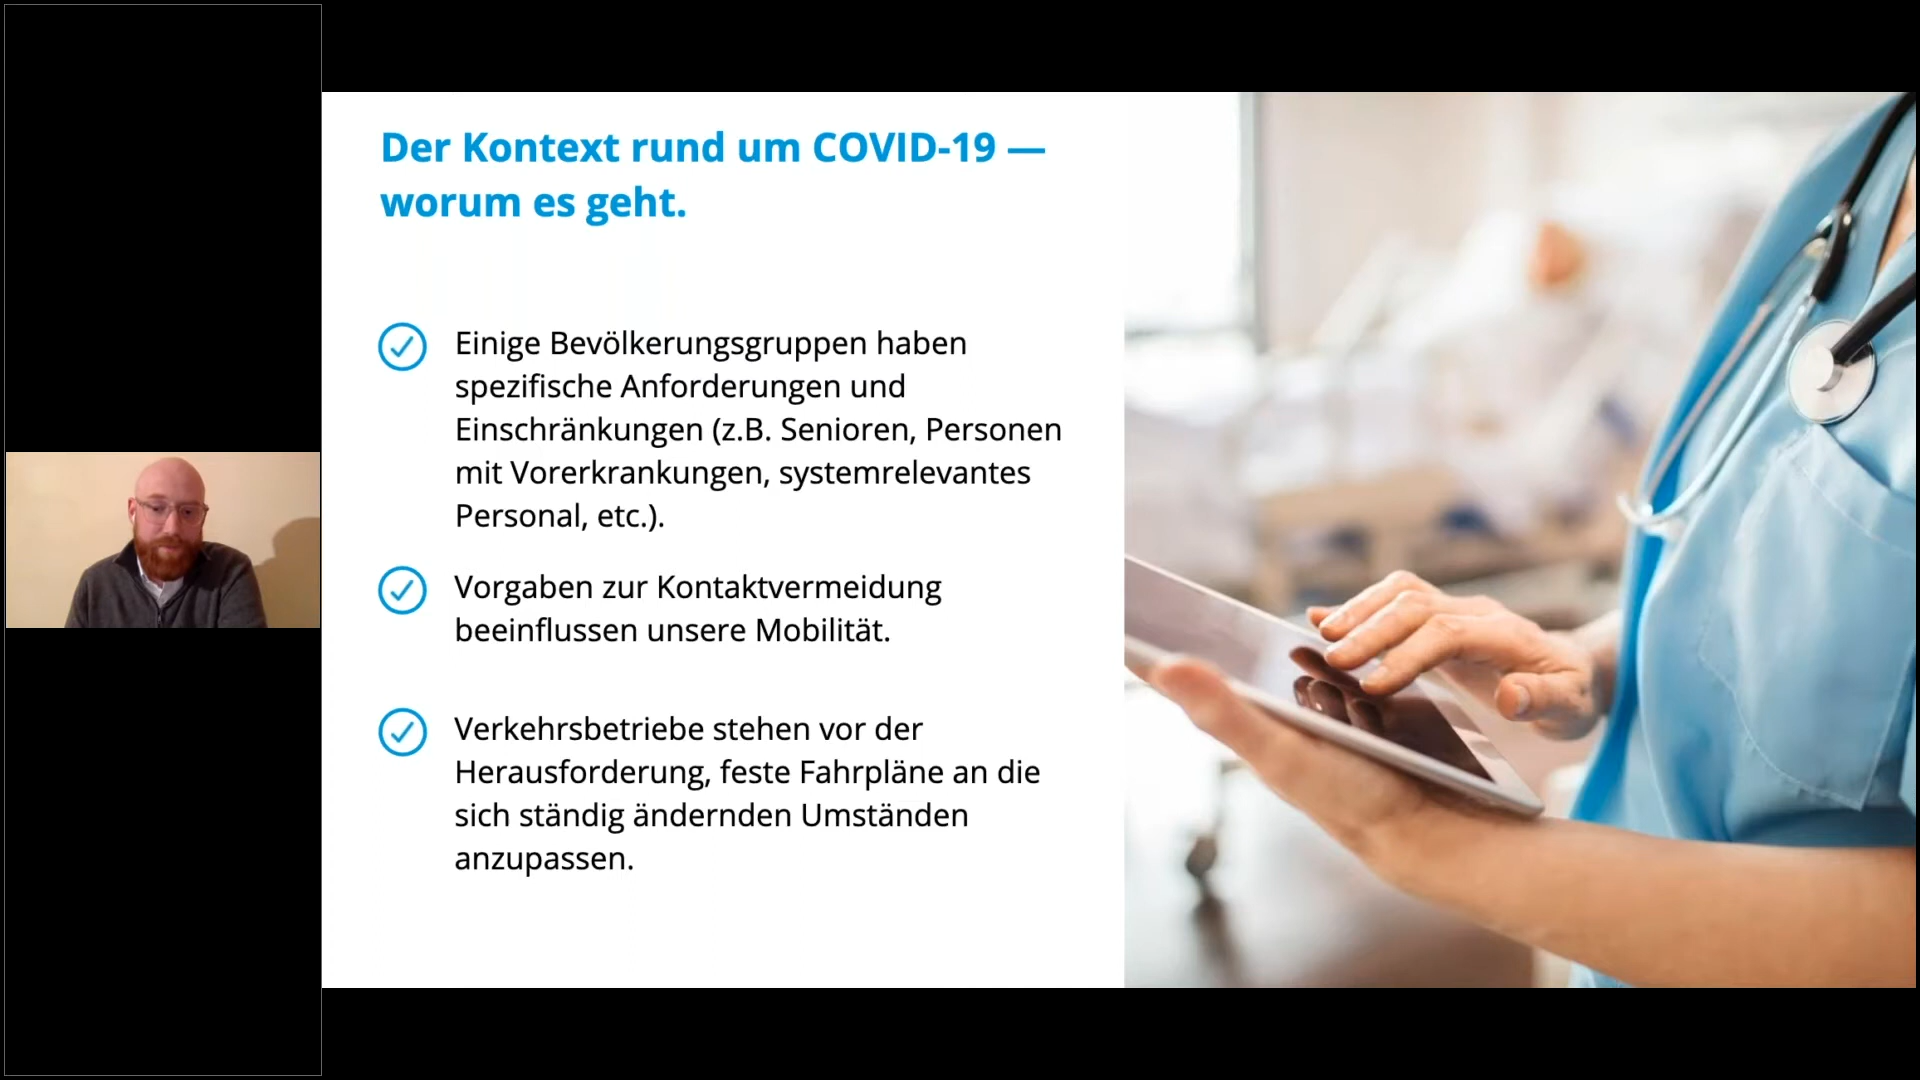 Der Kontext rund um COVID-19 —
worum es geht.
Einige Bevölkerungsgruppen haben
spezifische Anforderungen und
Einschränkungen (z.B. Senioren, Personen
mit Vorerkrankungen, systemrelevantes
Personal, etc.).
Vorgaben zur Kontaktvermeidung
beeinflussen unsere Mobilität.
Verkehrsbetriebe stehen vor der
Herausforderung, feste Fahrpläne an die
sich ständig ändernden Umständen
anzupassen.